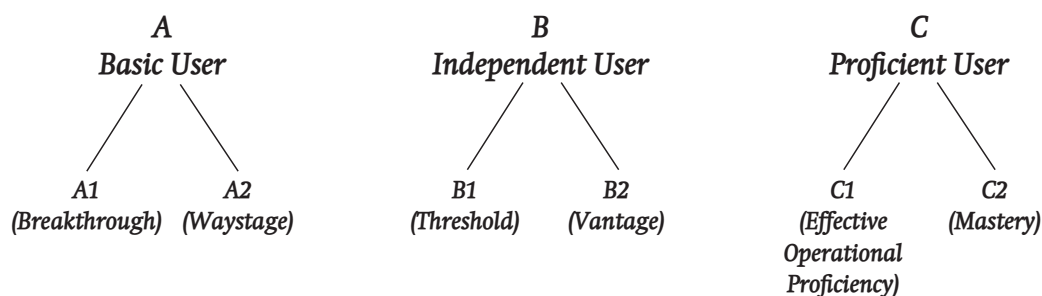 A
Basic User
B
Independent User
C
Proficient User
A1
(Breakthrough)
A2
(Waystage)
B1
(Threshold)
B2
(Vantage)
C1
(Effective
Operational
Proficiency)
C2
(Mastery)